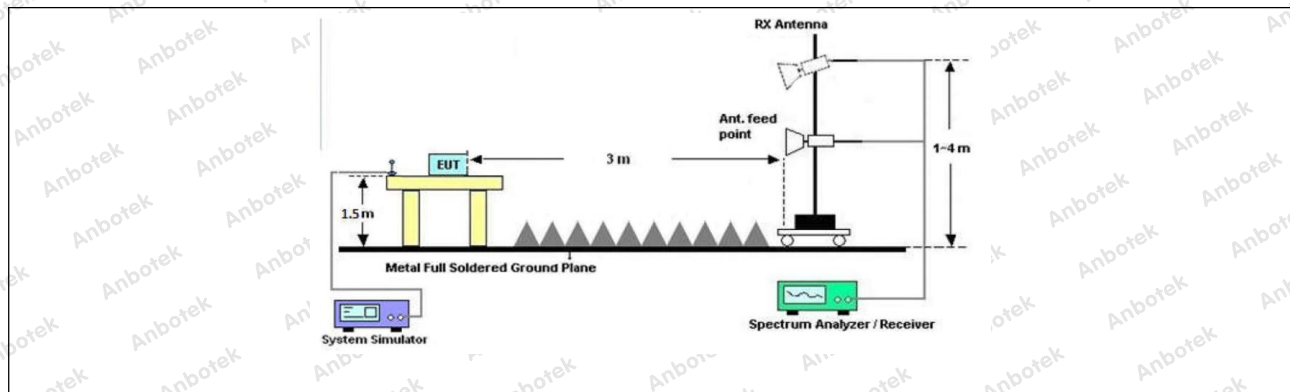 RX Antenna
Ant. feed
point
EUT
3 m
1~4 m
1.5 m
Metal Full Soldered Ground Plane
System Simulator
Spectrum Analyzer / Receiver
Anbotek